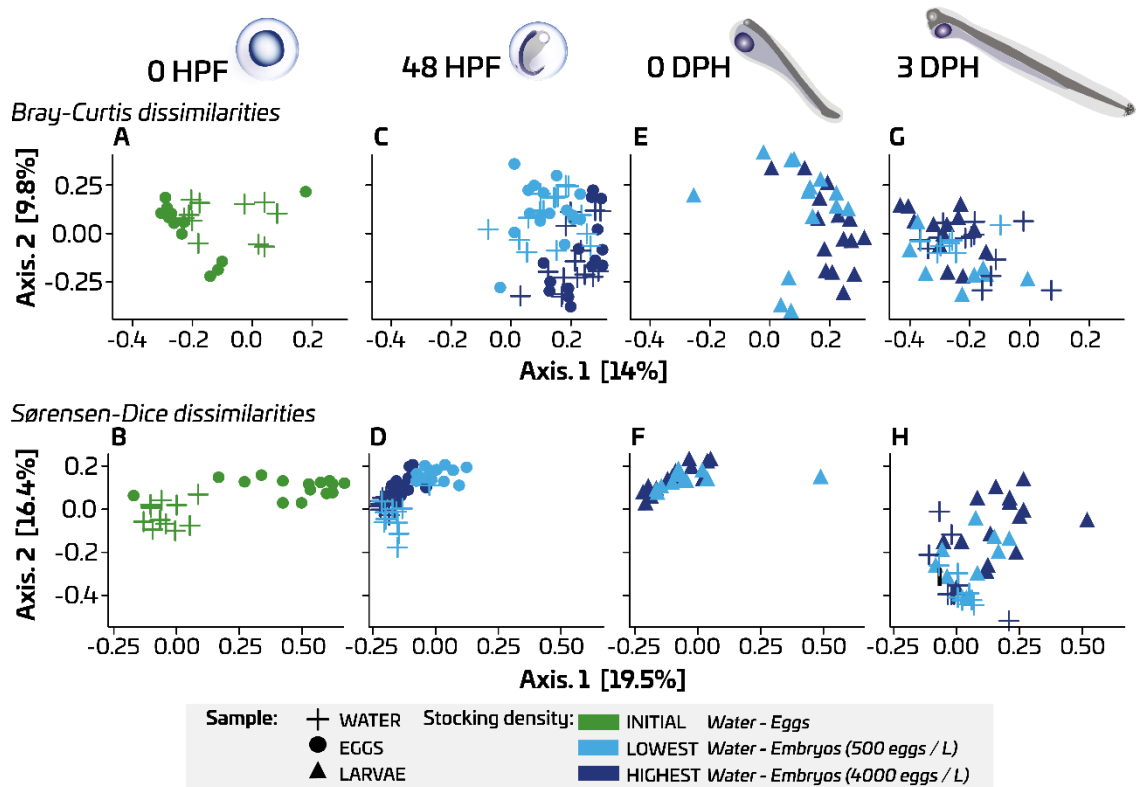 0 HPF 48 HPF 0 DPH 3 DPH
Bray-Curtis dissimilarities
A C E G
0.25
0.00
-0.25
Axis. 2 [9.8%]
-0.4 -0.2 0.0 0.2 -0.4 -0.2 0.0 0.2 -0.4 -0.2 0.0 0.2 -0.4 -0.2 0.0 0.2
Axis. 1 [14%]
Sørensen-Dice dissimilarities
B D F H
0.2
0.0
-0.2
-0.4
Axis. 2 [16.4%]
-0.25 0.00 0.25 0.50 -0.25 0.00 0.25 0.50 -0.25 0.00 0.25 0.50 -0.25 0.00 0.25 0.50
Axis. 1 [19.5%]
Sample: WATER Stocking density: INITIAL Water - Eggs
EGGS LOWEST Water - Embryos (500 eggs / L)
LARVAE HIGHEST Water - Embryos (4000 eggs / L)